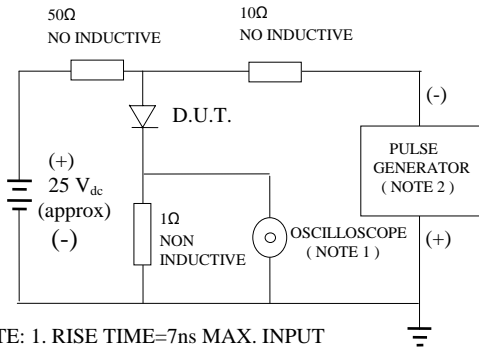 50Ω
NO INDUCTIVE
10Ω
NO INDUCTIVE
(-)
D.U.T.
(+)
25 Vdc
(approx)
(-)
PULSE
GENERATOR
( NOTE 2 )
1Ω
NON
INDUCTIVE
OSCILLOSCOPE
( NOTE 1 )
(+)
TE: 1. RISE TIME=7ns MAX. INPUT